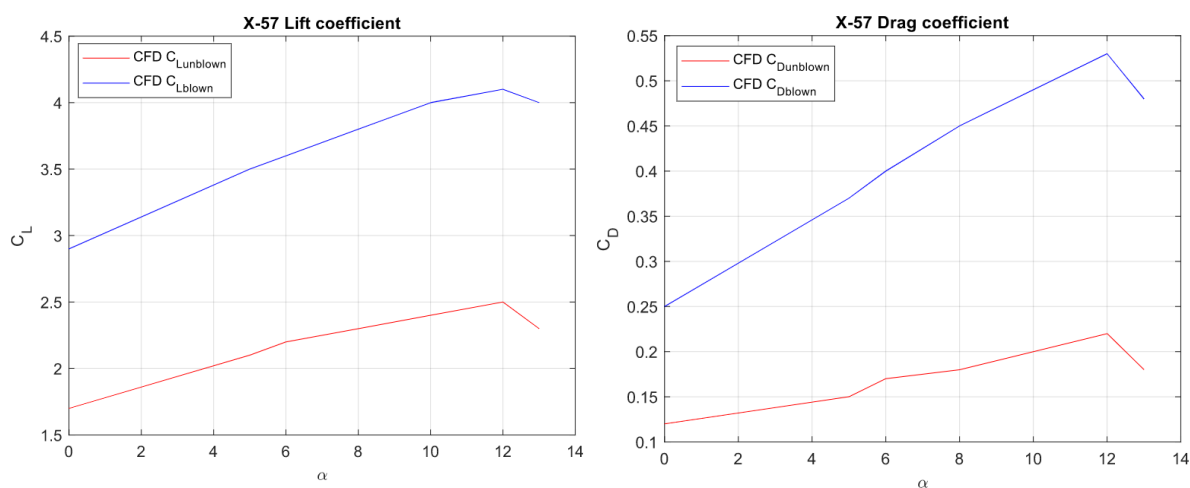 X-57 Lift coefficient
4.5
4
3.5
3
2.5
2
1.5
C_L
CFD C_Lunblown
CFD C_Lblown
0 2 4 6 8 10 12 14
α
X-57 Drag coefficient
0.55
0.5
0.45
0.4
0.35
0.3
0.25
0.2
0.15
0.1
C_D
CFD C_Dunblown
CFD C_Dblown
0 2 4 6 8 10 12 14
α